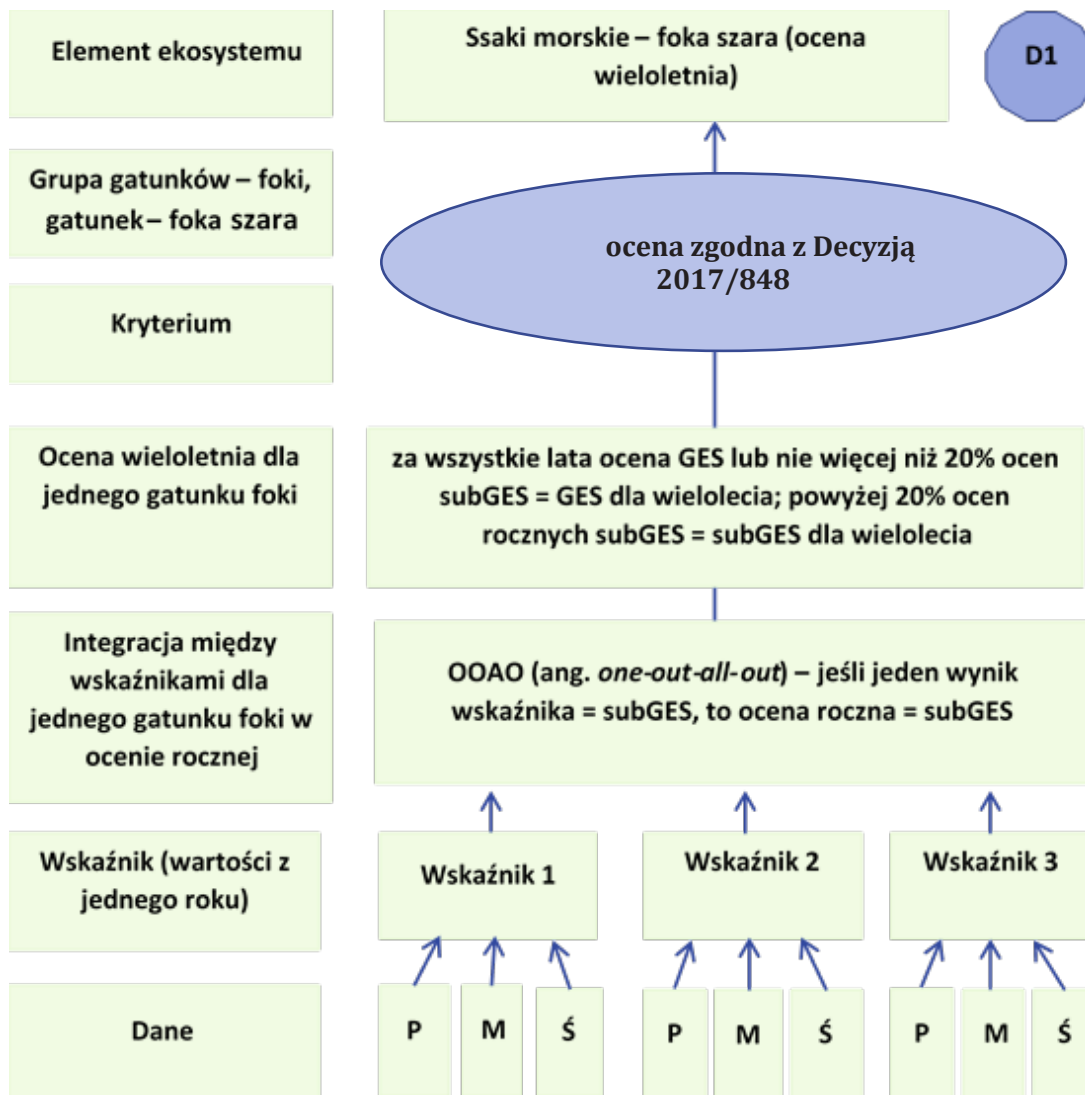 Element ekosystemu
Ssaki morskie – foka szara (ocena
wieloletnia)
D1
Grupa gatunków – foki,
gatunek – foka szara
ocena zgodna z Decyzją
2017/848
Kryterium
Ocena wieloletnia dla
jednego gatunku foki
za wszystkie lata ocena GES lub nie więcej niż 20% ocen
subGES = GES dla wielolecia; powyżej 20% ocen
rocznych subGES = subGES dla wielolecia
Integracja między
wskaźnikami dla
jednego gatunku foki w
ocenie rocznej
OOAO (ang. one-out-all-out) – jeśli jeden wynik
wskaźnika = subGES, to ocena roczna = subGES
Wskaźnik (wartości z
jednego roku)
Wskaźnik 1
Wskaźnik 2
Wskaźnik 3
Dane
P
M
Ś
P
M
Ś
P
M
Ś